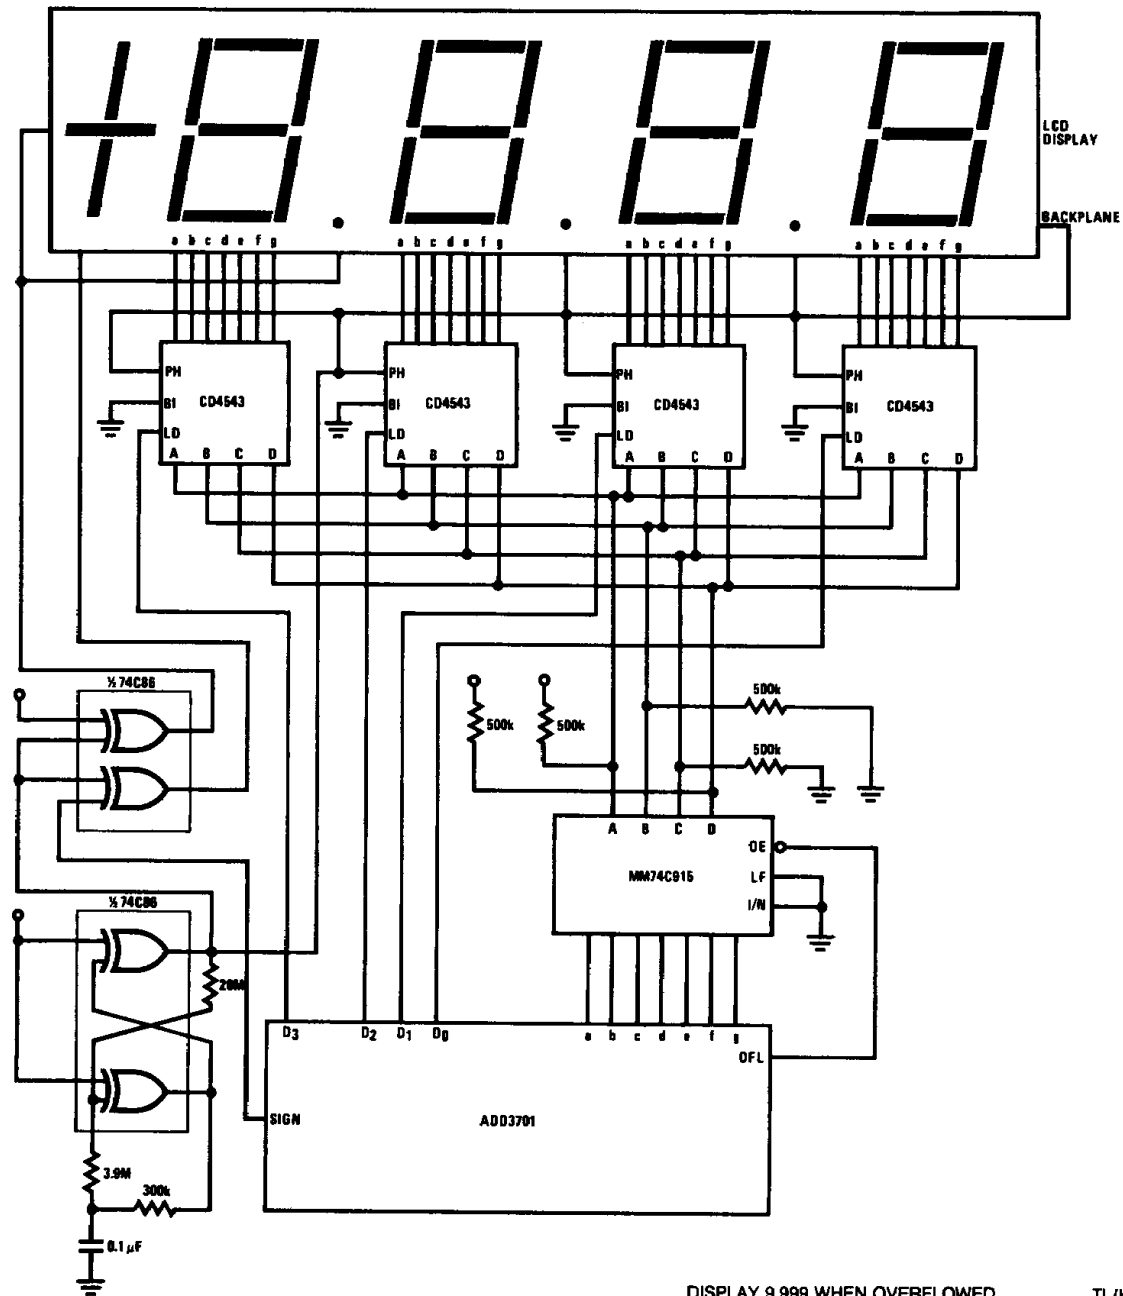 LCD
DISPLAY
BACKPLANE
a b c d e f g
a b c d e f g
a b c d e f g
a b c d e f g
PH
BI
LD
CD4543
A B C D
PH
BI
LD
CD4543
A B C D
PH
BI
LD
CD4543
A B C D
PH
BI
LD
CD4543
A B C D
½ 74C86
500k
500k
500k
500k
A B C D
OE
LF
I/N
MM74C915
½ 74C86
20M
a b c d e f g
D3 D2 D1 D0
OFL
SIGN
ADD3701
3.9M
300k
0.1 µF
DISPLAY 9.999 WHEN OVERFLOWED